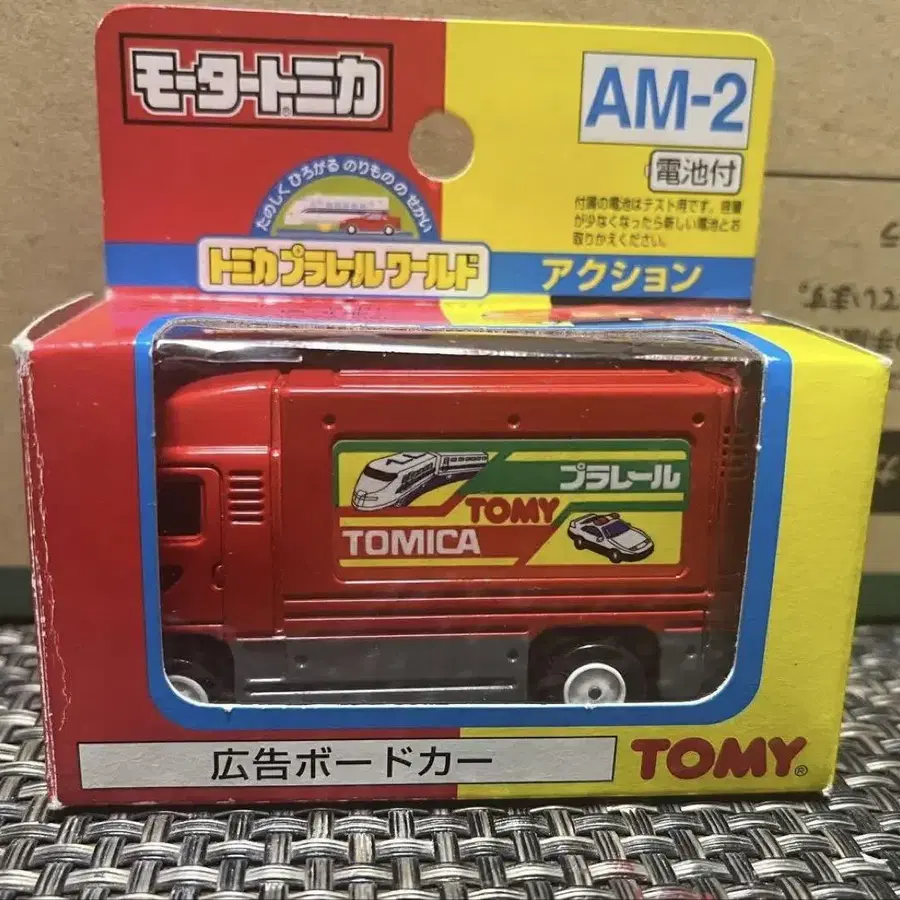 モータートミカ®
AM-2
電池付
付属の電池はテスト用です。容量
が少なくなったら新しい電池とお
取りかえください。
たのしく ひろがる のりものの せかい
トミカプラレールワールド
アクション
プラレール
TOMY
TOMICA
広告ボードカー
TOMY®
ています。